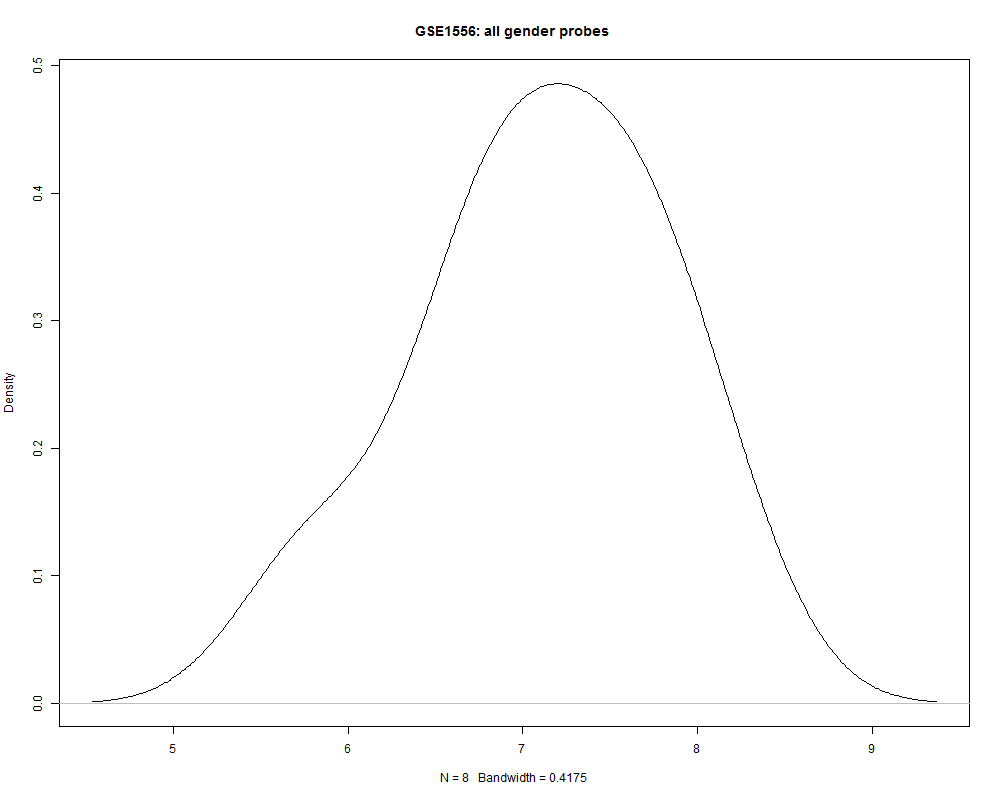 GSE1556: all gender probes
0.5
0.4
0.3
0.2
0.1
0.0
Density
5 6 7 8 9
N = 8 Bandwidth = 0.4175